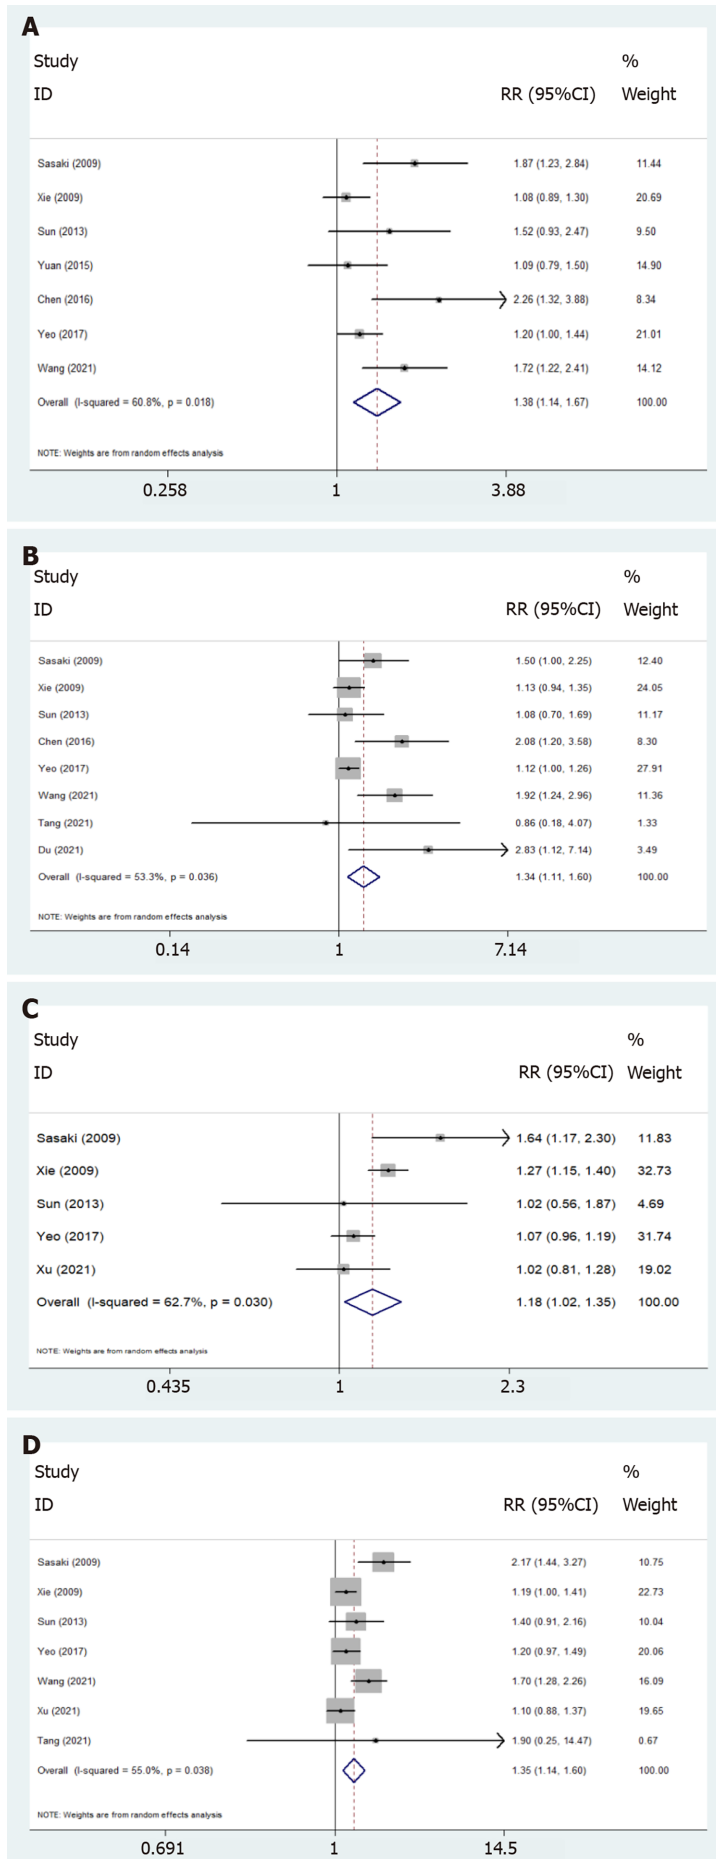 A
Study %
ID RR (95%CI) Weight
Sasaki (2009) 1.87 (1.23, 2.84) 11.44
Xie (2009) 1.08 (0.89, 1.30) 20.69
Sun (2013) 1.52 (0.93, 2.47) 9.50
Yuan (2015) 1.09 (0.79, 1.50) 14.90
Chen (2016) 2.26 (1.32, 3.88) 8.34
Yeo (2017) 1.20 (1.00, 1.44) 21.01
Wang (2021) 1.72 (1.22, 2.41) 14.12
Overall (I-squared = 60.8%, p = 0.018) 1.38 (1.14, 1.67) 100.00
NOTE: Weights are from random effects analysis
0.258 1 3.88
B
Study %
ID RR (95%CI) Weight
Sasaki (2009) 1.50 (1.00, 2.25) 12.40
Xie (2009) 1.13 (0.94, 1.35) 24.05
Sun (2013) 1.08 (0.70, 1.69) 11.17
Chen (2016) 2.08 (1.20, 3.58) 8.30
Yeo (2017) 1.12 (1.00, 1.26) 27.91
Wang (2021) 1.92 (1.24, 2.96) 11.36
Tang (2021) 0.86 (0.18, 4.07) 1.33
Du (2021) 2.83 (1.12, 7.14) 3.49
Overall (I-squared = 53.3%, p = 0.036) 1.34 (1.11, 1.60) 100.00
NOTE: Weights are from random effects analysis
0.14 1 7.14
C
Study %
ID RR (95%CI) Weight
Sasaki (2009) 1.64 (1.17, 2.30) 11.83
Xie (2009) 1.27 (1.15, 1.40) 32.73
Sun (2013) 1.02 (0.56, 1.87) 4.69
Yeo (2017) 1.07 (0.96, 1.19) 31.74
Xu (2021) 1.02 (0.81, 1.28) 19.02
Overall (I-squared = 62.7%, p = 0.030) 1.18 (1.02, 1.35) 100.00
NOTE: Weights are from random effects analysis
0.435 1 2.3
D
Study %
ID RR (95%CI) Weight
Sasaki (2009) 2.17 (1.44, 3.27) 10.75
Xie (2009) 1.19 (1.00, 1.41) 22.73
Sun (2013) 1.40 (0.91, 2.16) 10.04
Yeo (2017) 1.20 (0.97, 1.49) 20.06
Wang (2021) 1.70 (1.28, 2.26) 16.09
Xu (2021) 1.10 (0.88, 1.37) 19.65
Tang (2021) 1.90 (0.25, 14.47) 0.67
Overall (I-squared = 55.0%, p = 0.038) 1.35 (1.14, 1.60) 100.00
NOTE: Weights are from random effects analysis
0.691 1 14.5